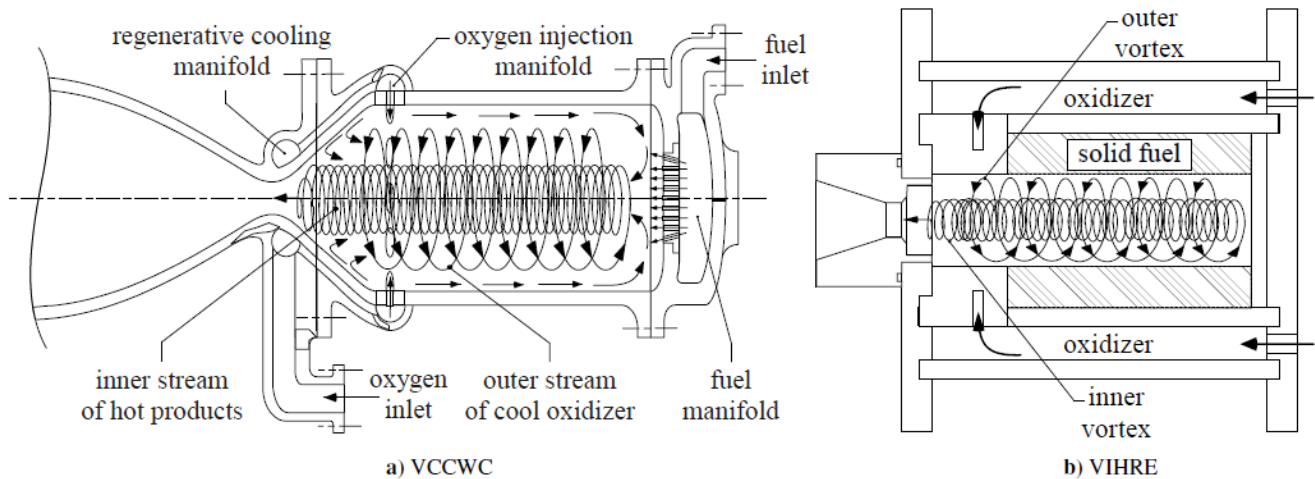 regenerative cooling
manifold
oxygen injection
manifold
fuel
inlet
inner stream
of hot products
oxygen
inlet
outer stream
of cool oxidizer
fuel
manifold
a) VCCWC
outer
vortex
oxidizer
solid fuel
oxidizer
inner
vortex
b) VIHRE